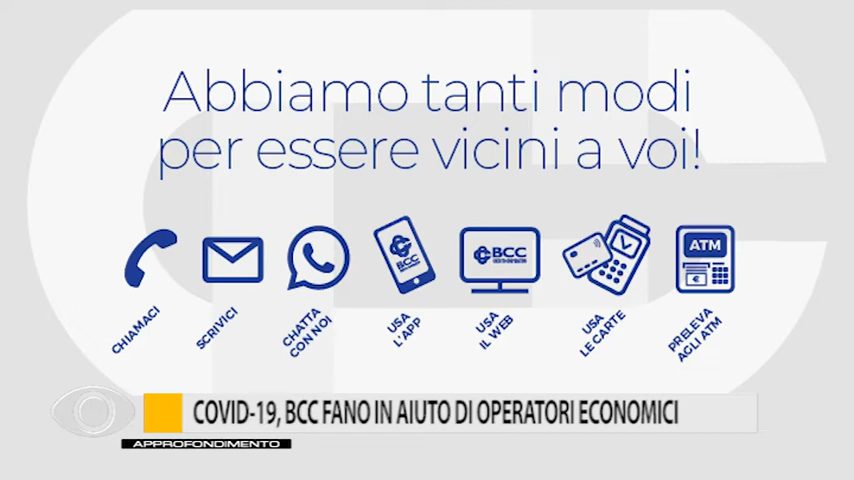 Abbiamo tanti modi
per essere vicini a voi!
BCC
BCC
ATM
€
CHIAMACI
SCRIVICI
CHATTA
CON NOI
USA
L'APP
USA
IL WEB
USA
LE CARTE
PRELEVA
AGLI ATM
COVID-19, BCC FANO IN AIUTO DI OPERATORI ECONOMICI
APPROFONDIMENTO